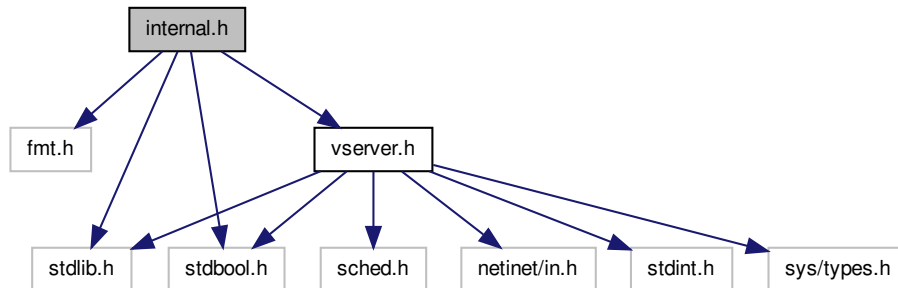 internal.h
fmt.h
vserver.h
stdlib.h
stdbool.h
sched.h
netinet/in.h
stdint.h
sys/types.h